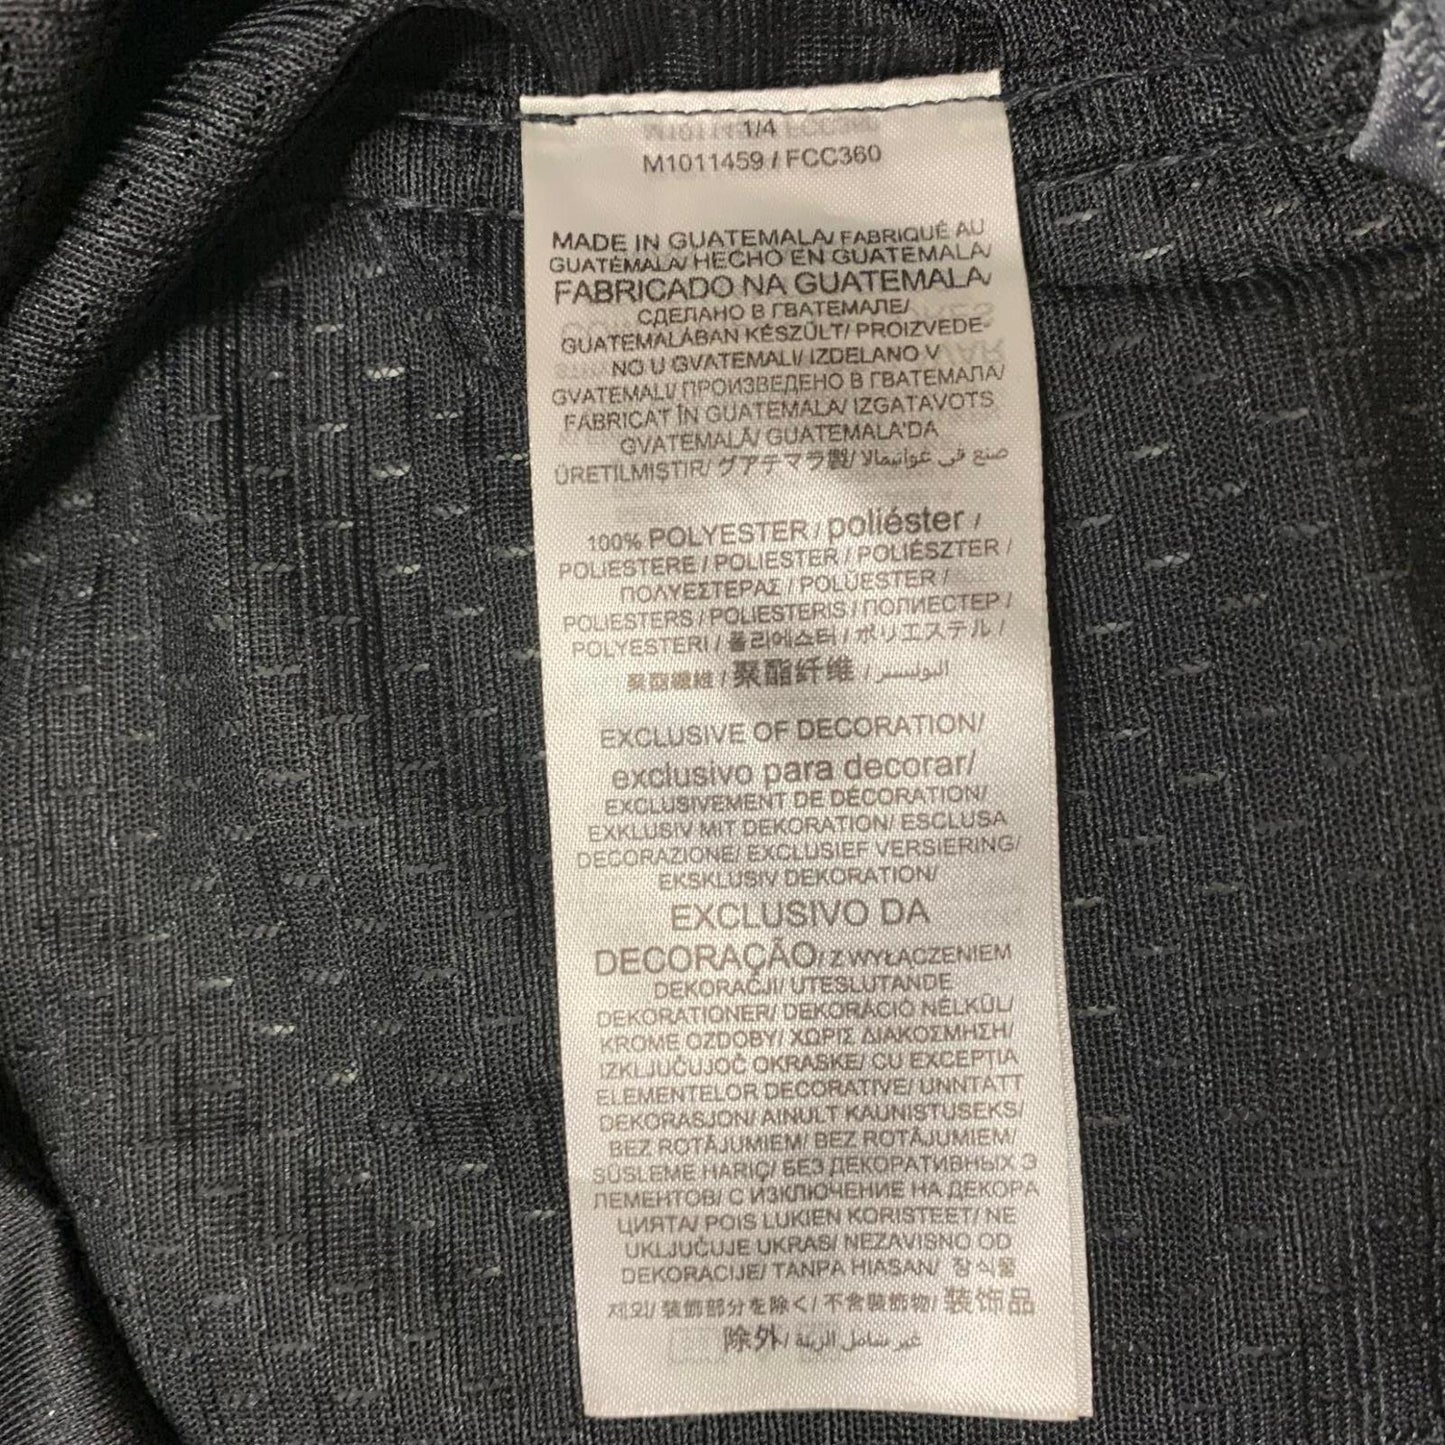 1/4
M1011459 / FCC360
MADE IN GUATEMALA/ FABRIQUÉ AU
GUATÉMALA/ HECHO EN GUATEMALA/
FABRICADO NA GUATEMALA/
СДЕЛАНО В ГВАТЕМАЛЕ/
GUATEMALÁBAN KÉSZÜLT/ PROIZVEDE-
NO U GVATEMALI/ IZDELANO V
GVATEMALI/ ПРОИЗВЕДЕНО В ГВАТЕМАЛА/
FABRICAT ÎN GUATEMALA/ IZGATAVOTS
GVATEMALĀ/ GUATEMALA'DA
ÜRETILMIŞTIR/ グアテマラ製/ صنع في غواتيمالا
100% POLYESTER / poliéster /
POLIESTERE / POLIESTER / POLIÉSZTER /
ΠΟΛΥΕΣΤΕΡΑΣ / POLÜESTER /
POLIESTERS / POLIESTERIS / ПОЛИЕСТЕР /
POLYESTERI / 폴리에스터 / ポリエステル /
聚酯纖維 / 聚酯纤维 / البوليستر
EXCLUSIVE OF DECORATION/
exclusivo para decorar/
EXCLUSIVEMENT DE DÉCORATION/
EXKLUSIV MIT DEKORATION/ ESCLUSA
DECORAZIONE/ EXCLUSIEF VERSIERING/
EKSKLUSIV DEKORATION/
EXCLUSIVO DA
DECORAÇÃO/ Z WYŁĄCZENIEM
DEKORACJI/ UTESLUTANDE
DEKORATIONER/ DEKORÁCIÓ NÉLKÜL/
KROME OZDOBY/ ΧΩΡΙΣ ΔΙΑΚΟΣΜΗΣΗ/
IZKLJUČUJOČ OKRASKE/ CU EXCEPȚIA
ELEMENTELOR DECORATIVE/ UNNTATT
DEKORASJON/ AINULT KAUNISTUSEKS/
BEZ ROTĀJUMIEM/ BEZ ROTĀJUMIEM/
SÜSLEME HARIÇ/ БЕЗ ДЕКОРАТИВНЫХ Э
ЛЕМЕНТОВ/ С ИЗКЛЮЧЕНИЕ НА ДЕКОРА
ЦИЯТА/ POIS LUKIEN KORISTEET/ NE
UKLJUČUJE UKRAS/ NEZAVISNO OD
DEKORACIJE/ TANPA HIASAN/ 장식물
제외/ 装飾部分を除く/ 不含裝飾物/ 装饰品
除外/ غير شامل الزينة